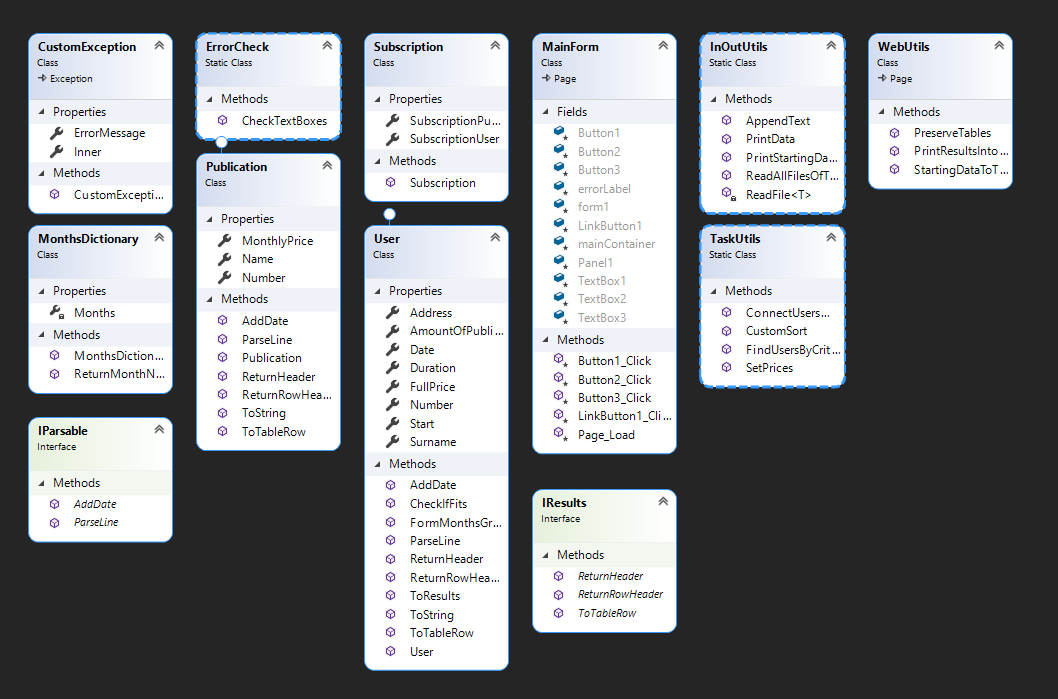 CustomException
Class
Exception
Properties
ErrorMessage
Inner
Methods
CustomExcepti...
MonthsDictionary
Class
Properties
Months
Methods
MonthsDiction...
ReturnMonthN...
IParsable
Interface
Methods
AddDate
ParseLine
ErrorCheck
Static Class
Methods
CheckTextBoxes
Publication
Class
Properties
MonthlyPrice
Name
Number
Methods
AddDate
ParseLine
Publication
ReturnHeader
ReturnRowHea...
ToString
ToTableRow
Subscription
Class
Properties
SubscriptionPu...
SubscriptionUser
Methods
Subscription
User
Class
Properties
Address
AmountOfPubli...
Date
Duration
FullPrice
Number
Start
Surname
Methods
AddDate
CheckIfFits
FormMonthsGr...
ParseLine
ReturnHeader
ReturnRowHea...
ToResults
ToString
ToTableRow
User
MainForm
Class
Page
Fields
Button1
Button2
Button3
errorLabel
form1
LinkButton1
mainContainer
Panel1
TextBox1
TextBox2
TextBox3
Methods
Button1_Click
Button2_Click
Button3_Click
LinkButton1_Cli...
Page_Load
IResults
Interface
Methods
ReturnHeader
ReturnRowHeader
ToTableRow
InOutUtils
Static Class
Methods
AppendText
PrintData
PrintStartingDa...
ReadAllFilesOfT...
ReadFile<T>
TaskUtils
Static Class
Methods
ConnectUsers...
CustomSort
FindUsersByCrit...
SetPrices
WebUtils
Class
Page
Methods
PreserveTables
PrintResultsInto...
StartingDataToT...